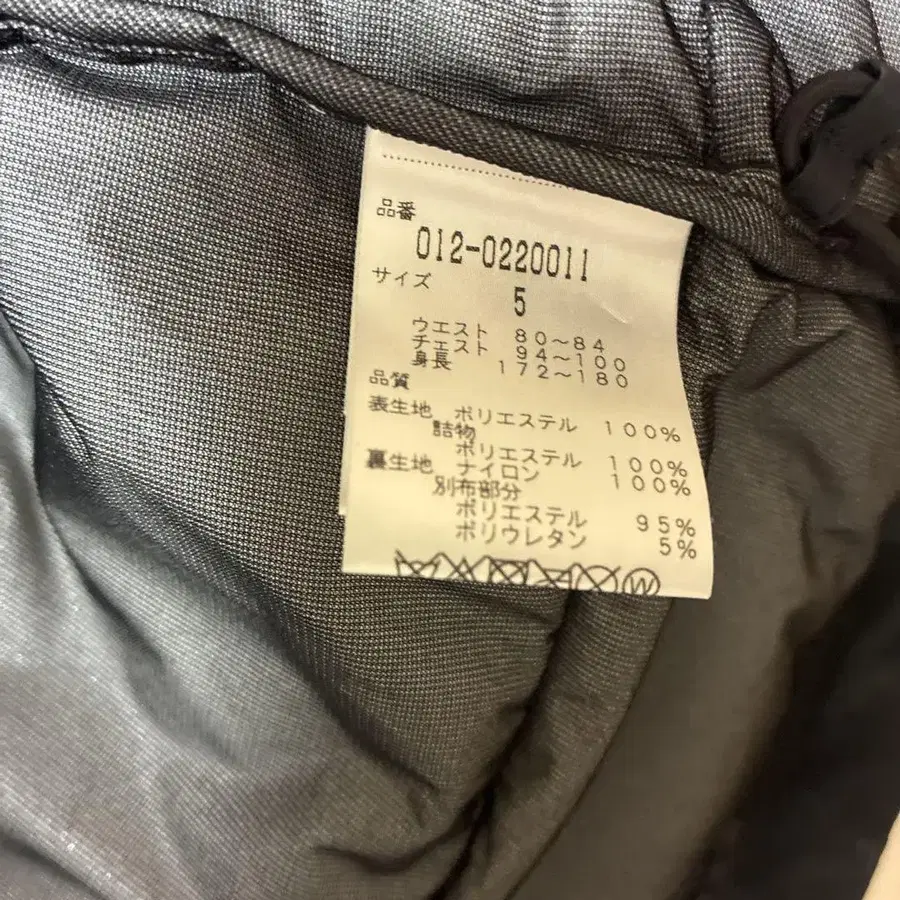 品番
012-0220011
サイズ
5
ウエスト 80～84
チェスト 94～100
身長 172～180
品質
表生地 ポリエステル 100%
詰物
ポリエステル 100%
裏生地 ナイロン 100%
別布部分
ポリエステル 95%
ポリウレタン 5%